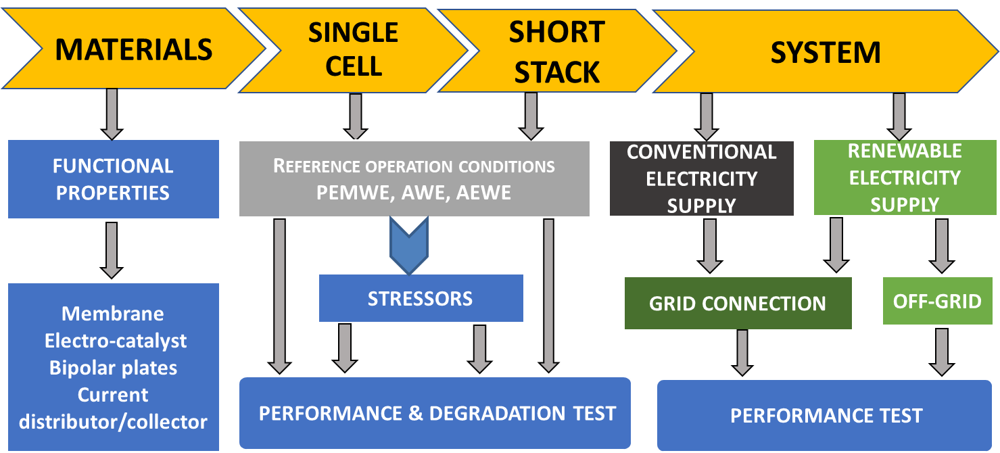 MATERIALS
SINGLE
CELL
SHORT
STACK
SYSTEM
FUNCTIONAL
PROPERTIES
REFERENCE OPERATION CONDITIONS
PEMWE, AWE, AEWE
CONVENTIONAL
ELECTRICITY
SUPPLY
RENEWABLE
ELECTRICITY
SUPPLY
STRESSORS
GRID CONNECTION
OFF-GRID
Membrane
Electro-catalyst
Bipolar plates
Current
distributor/collector
PERFORMANCE & DEGRADATION TEST
PERFORMANCE TEST